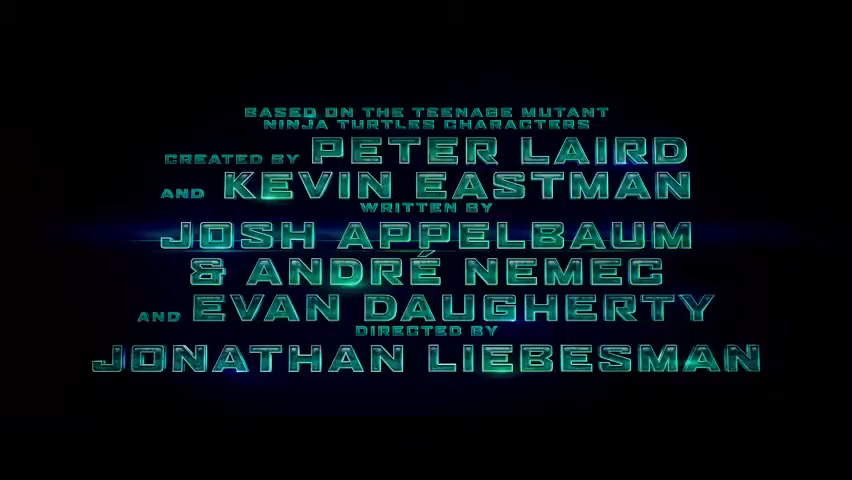 BASED ON THE TEENAGE MUTANT
NINJA TURTLES CHARACTERS
CREATED BY PETER LAIRD
AND KEVIN EASTMAN
WRITTEN BY
JOSH APPELBAUM
& ANDRÉ NEMEC
AND EVAN DAUGHERTY
DIRECTED BY
JONATHAN LIEBESMAN